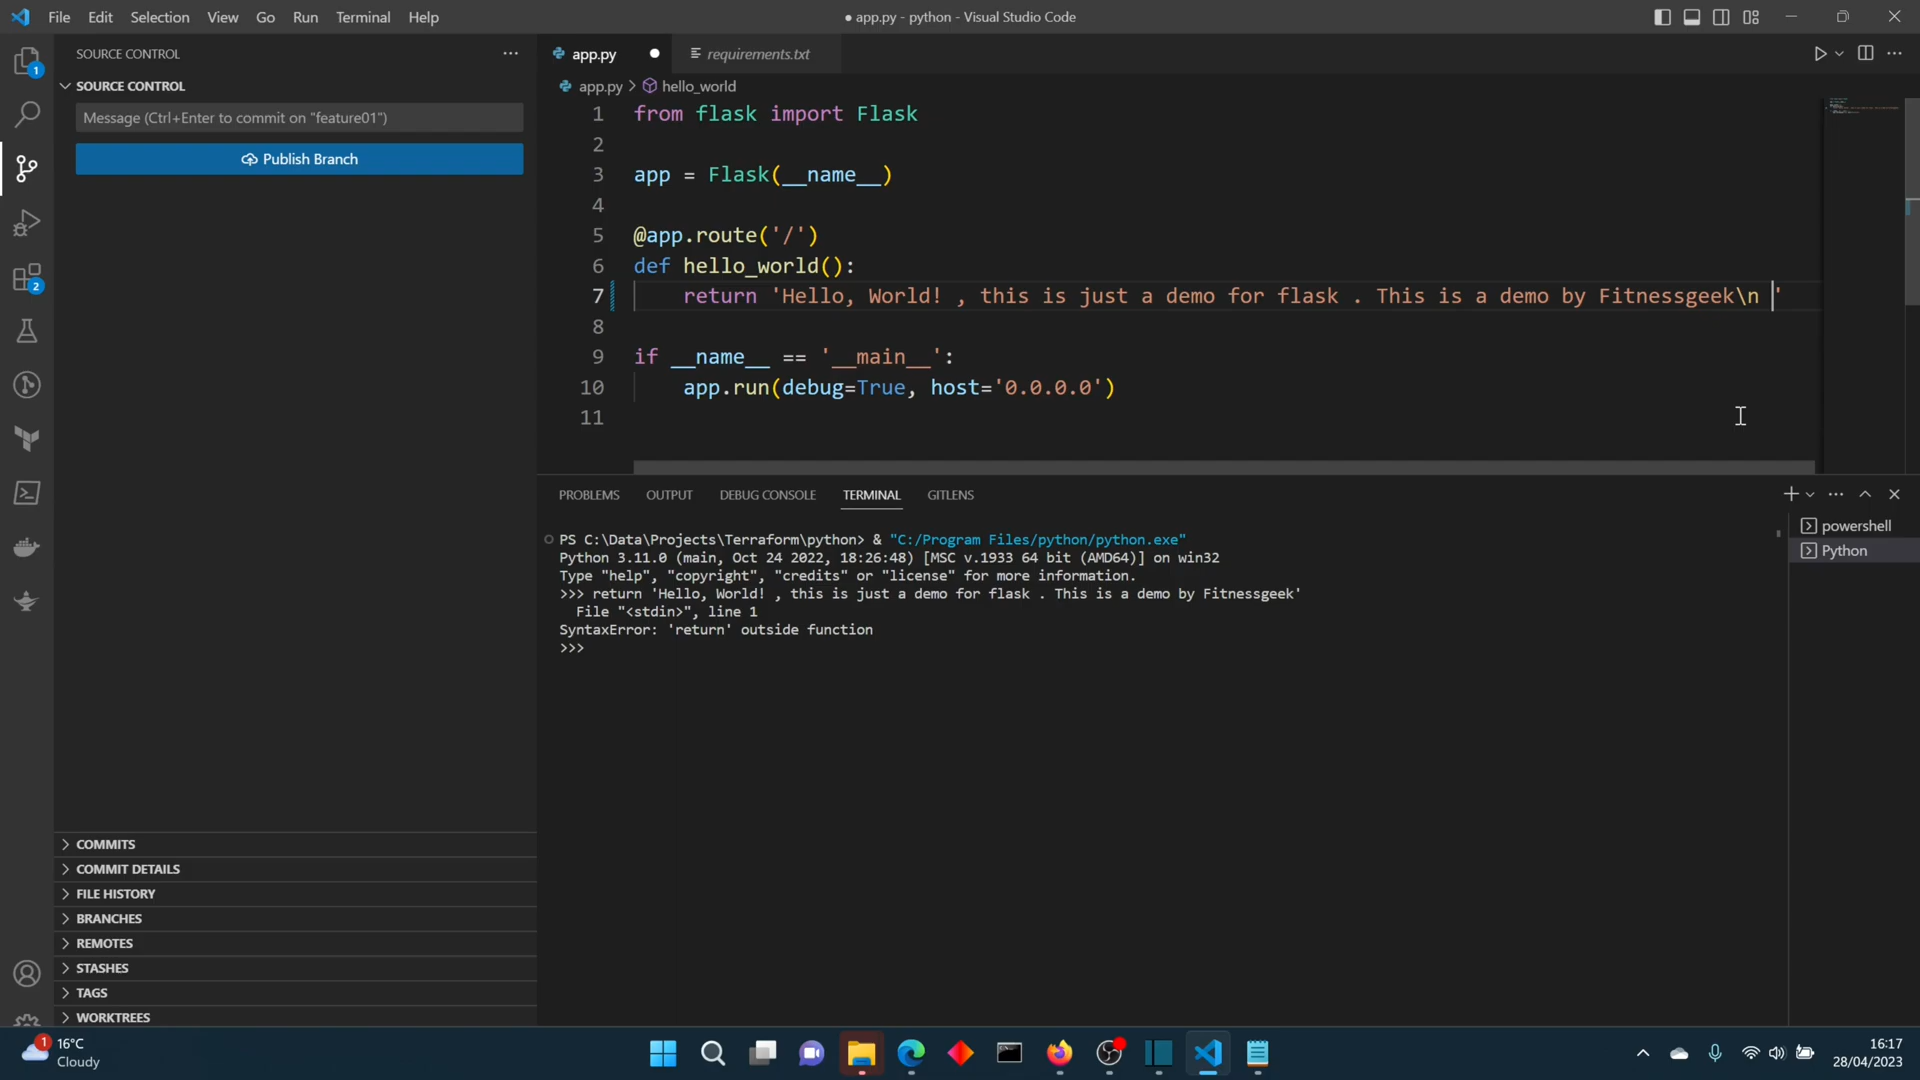 File Edit Selection View Go Run Terminal Help
● app.py - python - Visual Studio Code
SOURCE CONTROL
SOURCE CONTROL
Message (Ctrl+Enter to commit on "feature01")
Publish Branch
1
2
COMMITS
COMMIT DETAILS
FILE HISTORY
BRANCHES
REMOTES
STASHES
TAGS
WORKTREES
app.py requirements.txt
app.py hello_world
1 from flask import Flask
2
3 app = Flask(__name__)
4
5 @app.route('/')
6 def hello_world():
7 return 'Hello, World! , this is just a demo for flask . This is a demo by Fitnessgeek\n '
8
9 if __name__ == '__main__':
10 app.run(debug=True, host='0.0.0.0')
11
PROBLEMS OUTPUT DEBUG CONSOLE TERMINAL GITLENS
PS C:\Data\Projects\Terraform\python> & "C:/Program Files/python/python.exe"
Python 3.11.0 (main, Oct 24 2022, 18:26:48) [MSC v.1933 64 bit (AMD64)] on win32
Type "help", "copyright", "credits" or "license" for more information.
>>> return 'Hello, World! , this is just a demo for flask . This is a demo by Fitnessgeek'
File "<stdin>", line 1
SyntaxError: 'return' outside function
>>>
powershell
Python
1
16°C
Cloudy
16:17
28/04/2023